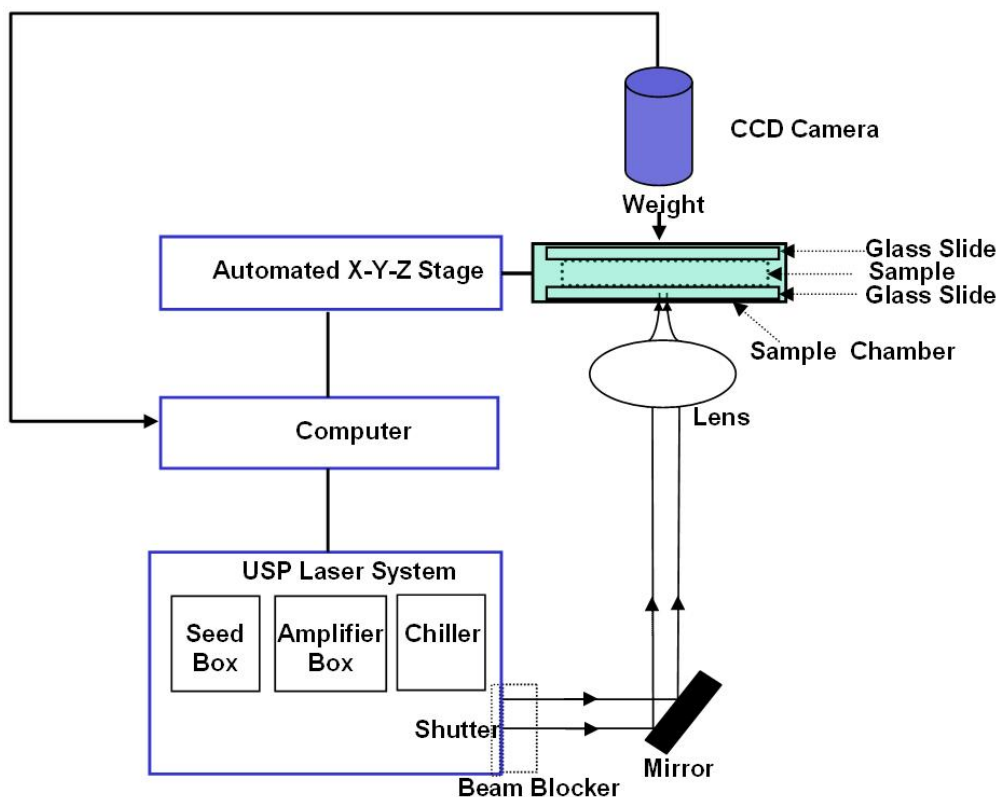 CCD Camera
Weight
Glass Slide
Automated X-Y-Z Stage
Sample
Glass Slide
Sample Chamber
Lens
Computer
USP Laser System
Seed
Box
Amplifier
Box
Chiller
Shutter
Mirror
Beam Blocker